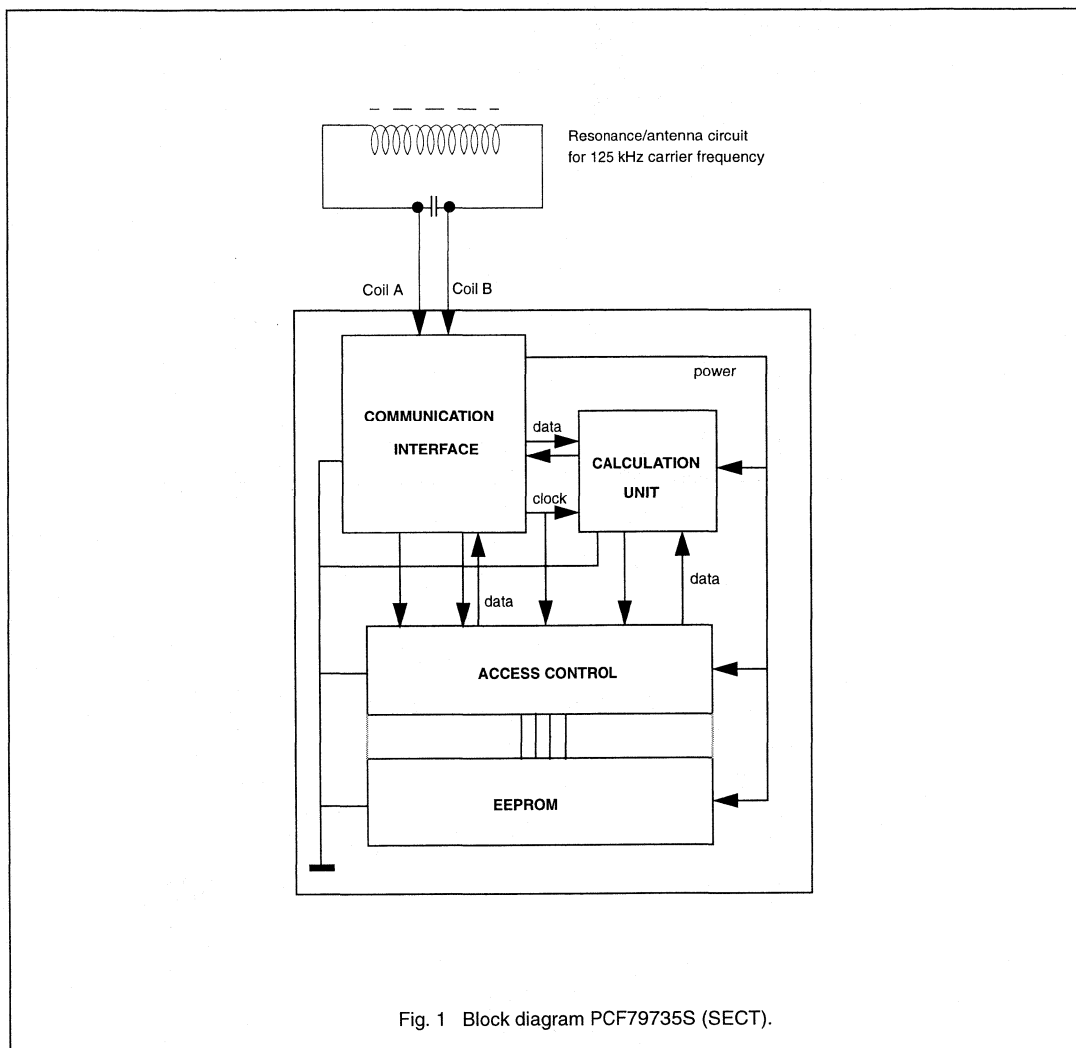 Resonance/antenna circuit
for 125 kHz carrier frequency
Coil A
Coil B
power
COMMUNICATION
INTERFACE
data
CALCULATION
UNIT
clock
data
data
ACCESS CONTROL
EEPROM
Fig. 1 Block diagram PCF79735S (SECT).